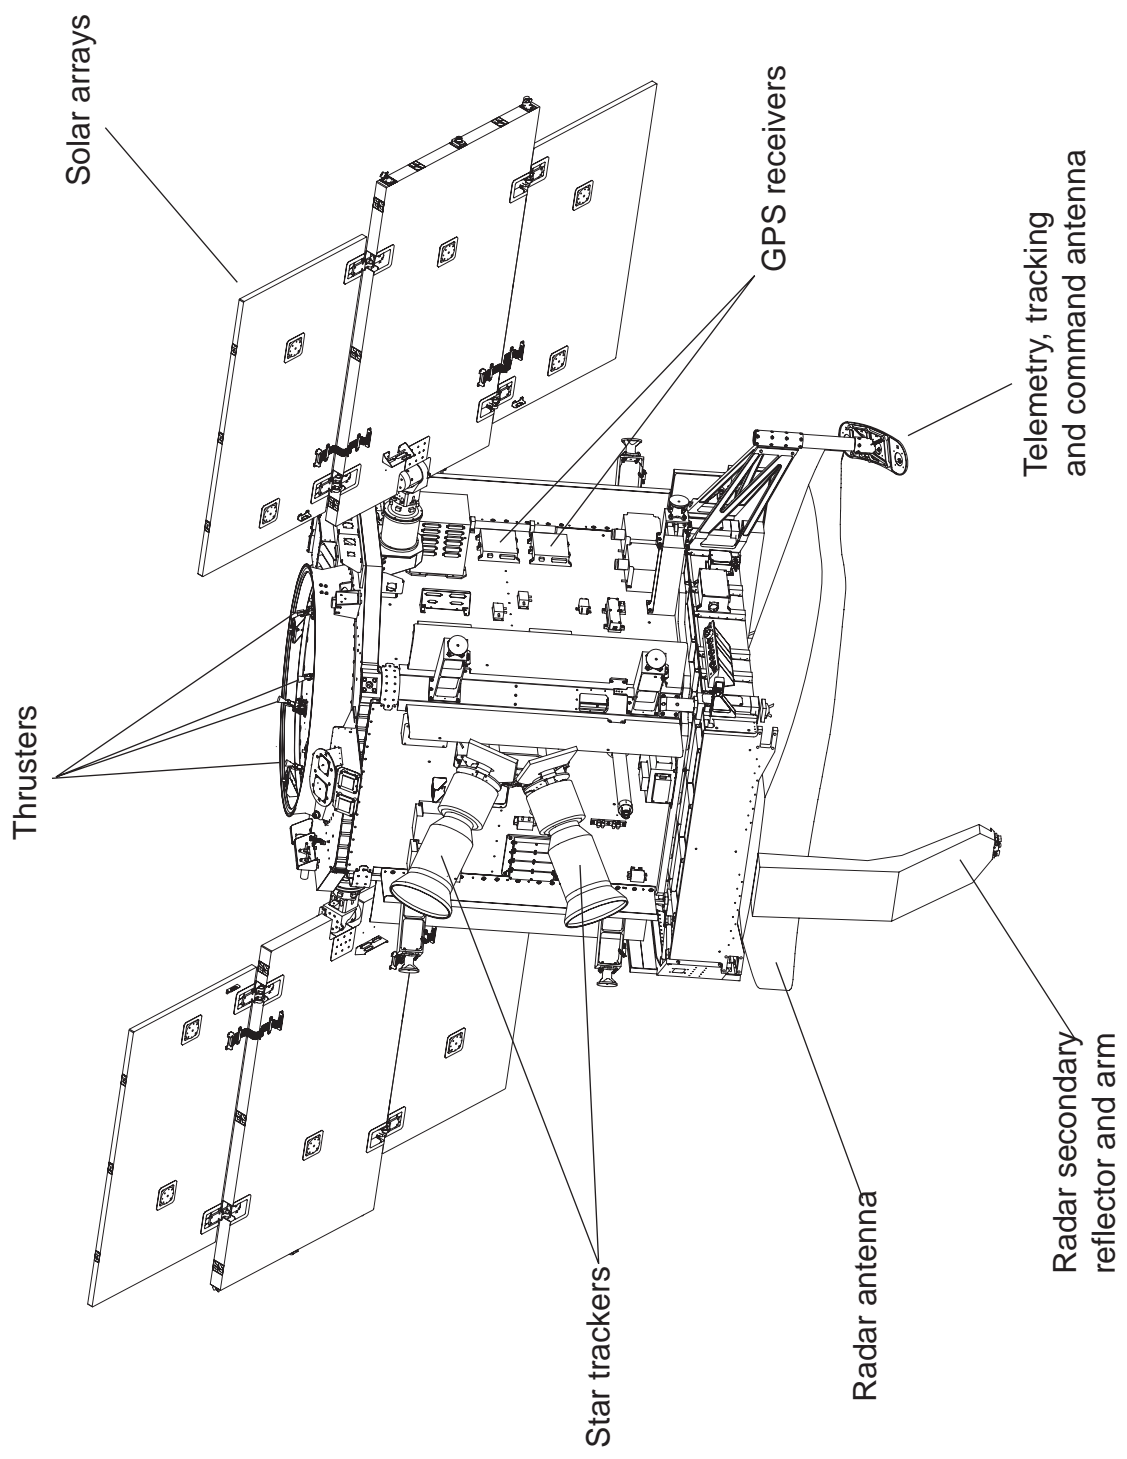 Thrusters
Solar arrays
GPS receivers
Telemetry, tracking
and command antenna
Star trackers
Radar antenna
Radar secondary
reflector and arm